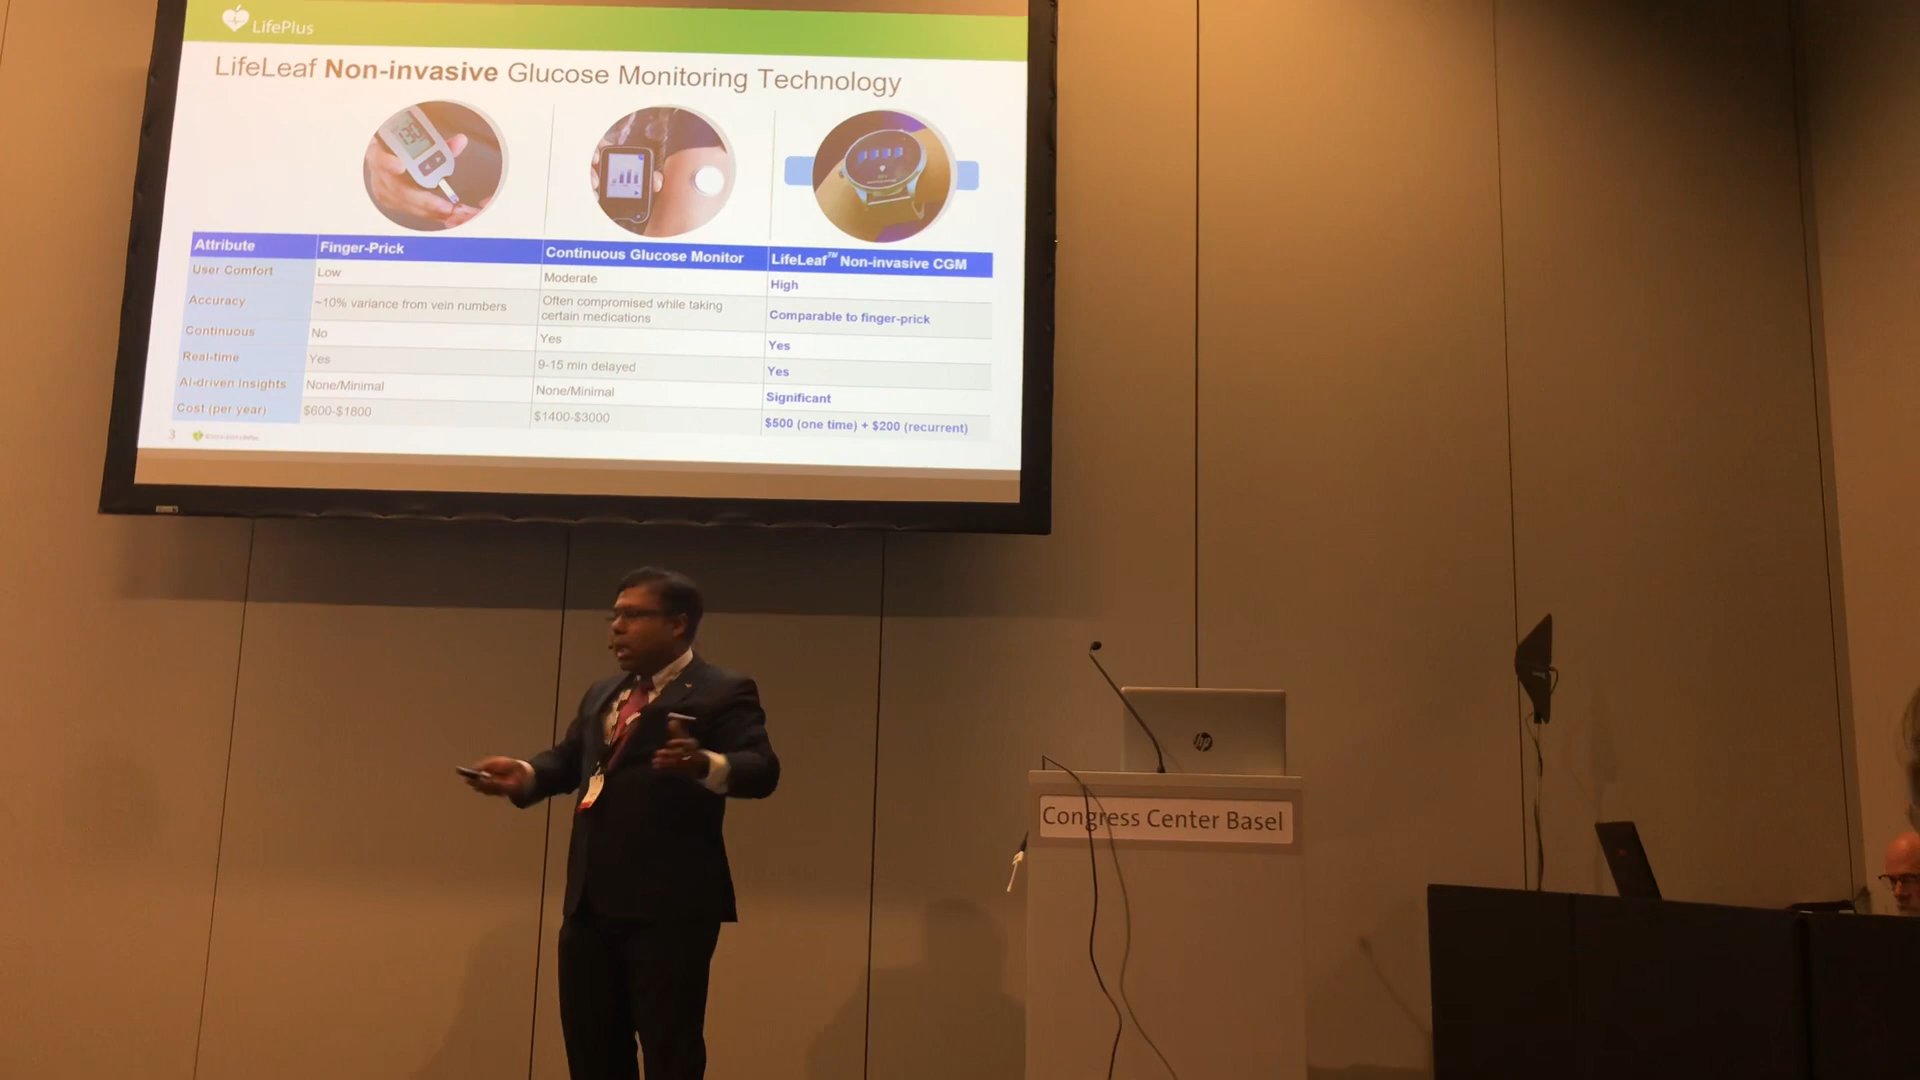 LifePlus
LifeLeaf Non-invasive Glucose Monitoring Technology
130
Attribute Finger-Prick Continuous Glucose Monitor LifeLeaf™ Non-invasive CGM
User Comfort Low Moderate High
Accuracy ~10% variance from vein numbers Often compromised while taking
certain medications Comparable to finger-prick
Continuous No Yes Yes
Real-time Yes 9-15 min delayed Yes
AI-driven Insights None/Minimal None/Minimal Significant
Cost (per year) $600-$1800 $1400-$3000 $500 (one time) + $200 (recurrent)
3
hp
Congress Center Basel